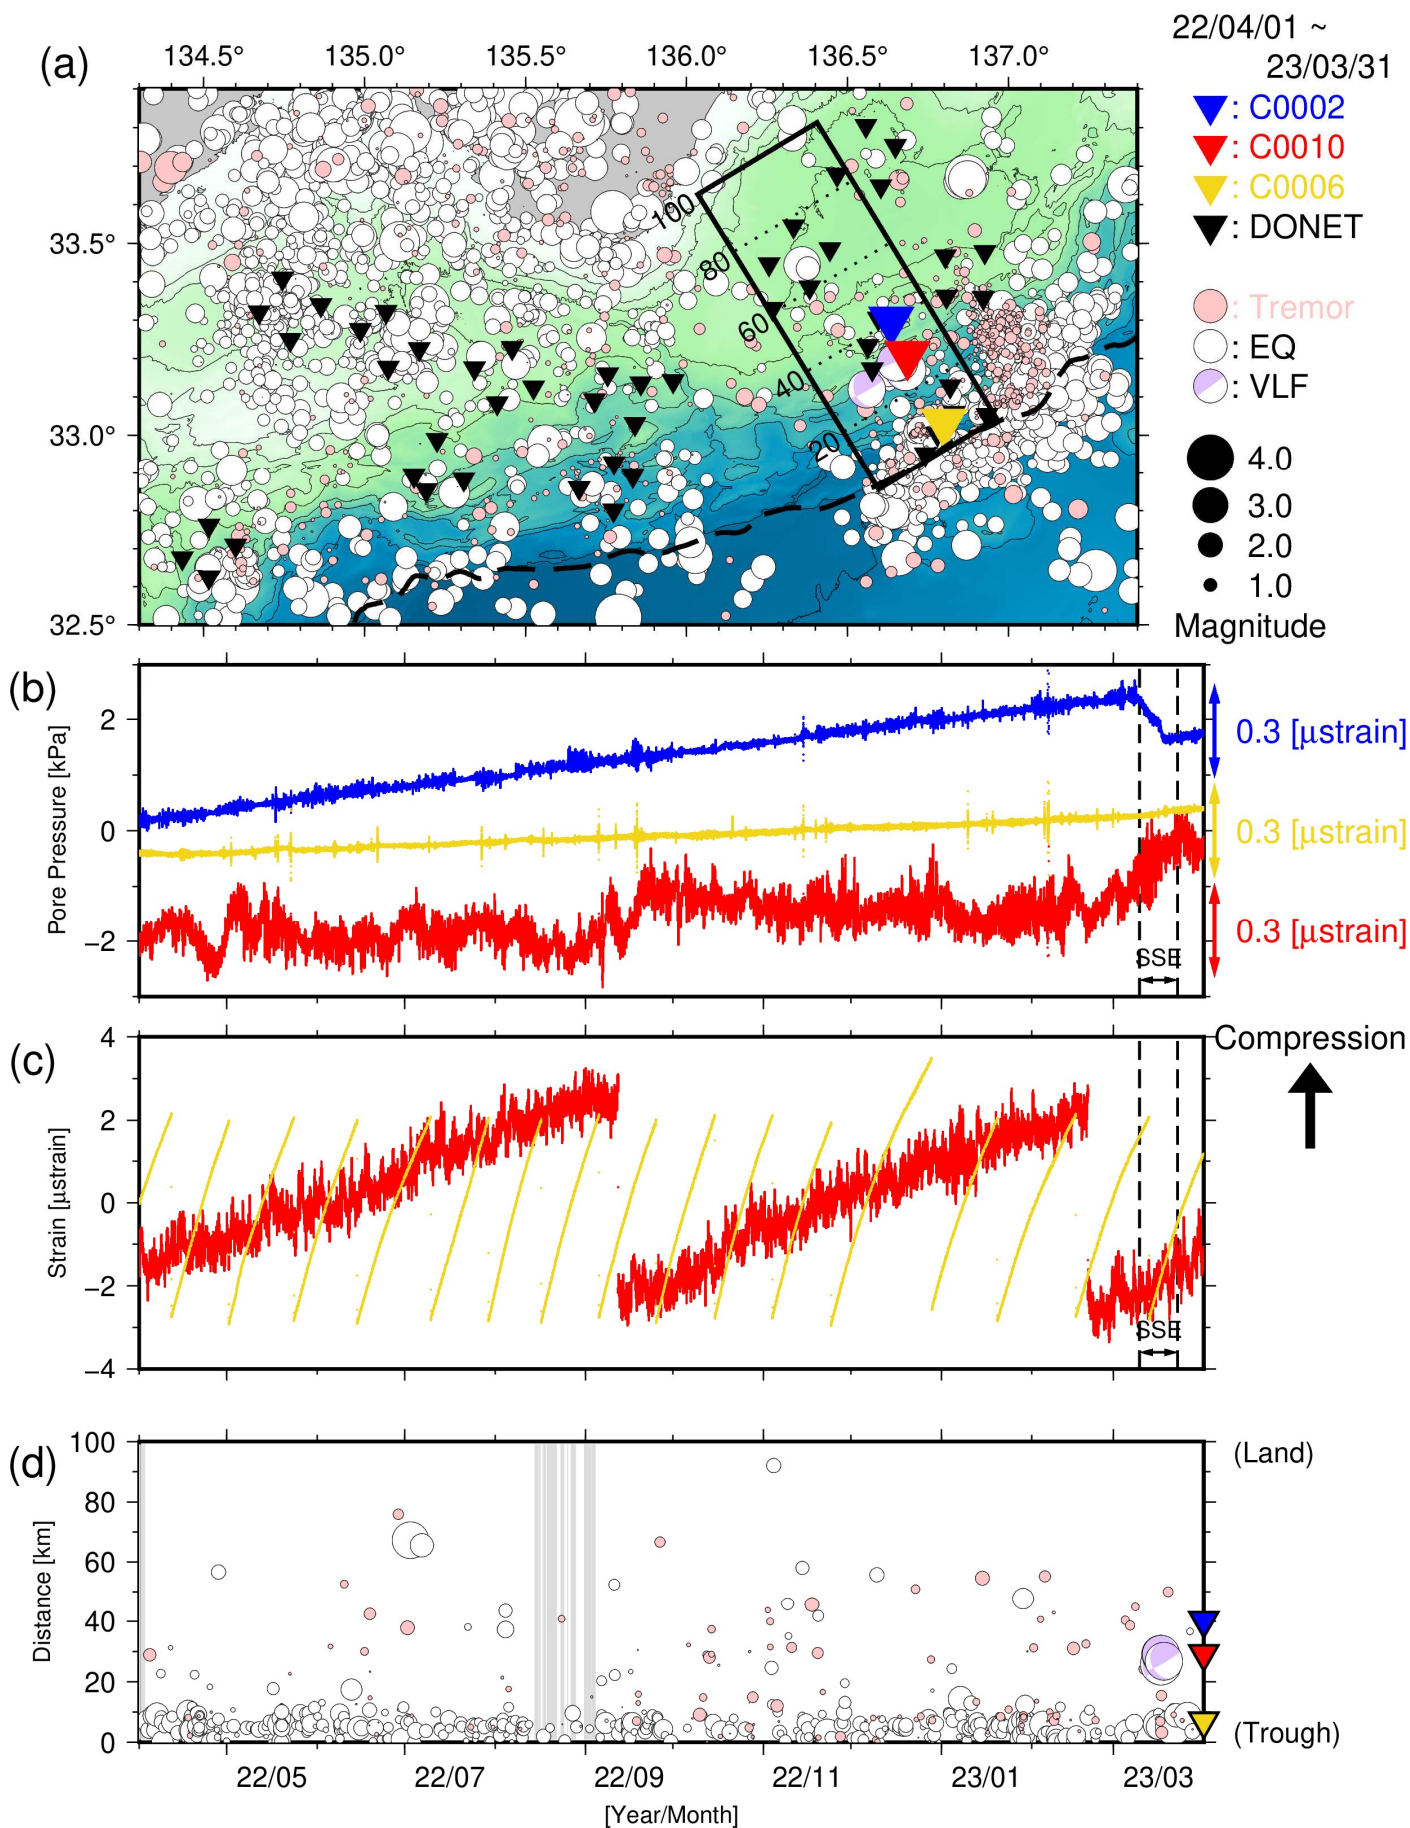 22/04/01 ~
23/03/31
(a)
134.5° 135.0° 135.5° 136.0° 136.5° 137.0°
33.5°
33.0°
32.5°
100
80
60
40
20
: C0002
: C0010
: C0006
: DONET
: Tremor
: EQ
: VLF
4.0
3.0
2.0
1.0
Magnitude
(b)
Pore Pressure [kPa]
2
0
−2
0.3 [μstrain]
0.3 [μstrain]
0.3 [μstrain]
SSE
(c)
Strain [μstrain]
4
2
0
−2
−4
SSE
Compression
(d)
Distance [km]
100
80
60
40
20
0
(Land)
(Trough)
22/05 22/07 22/09 22/11 23/01 23/03
[Year/Month]